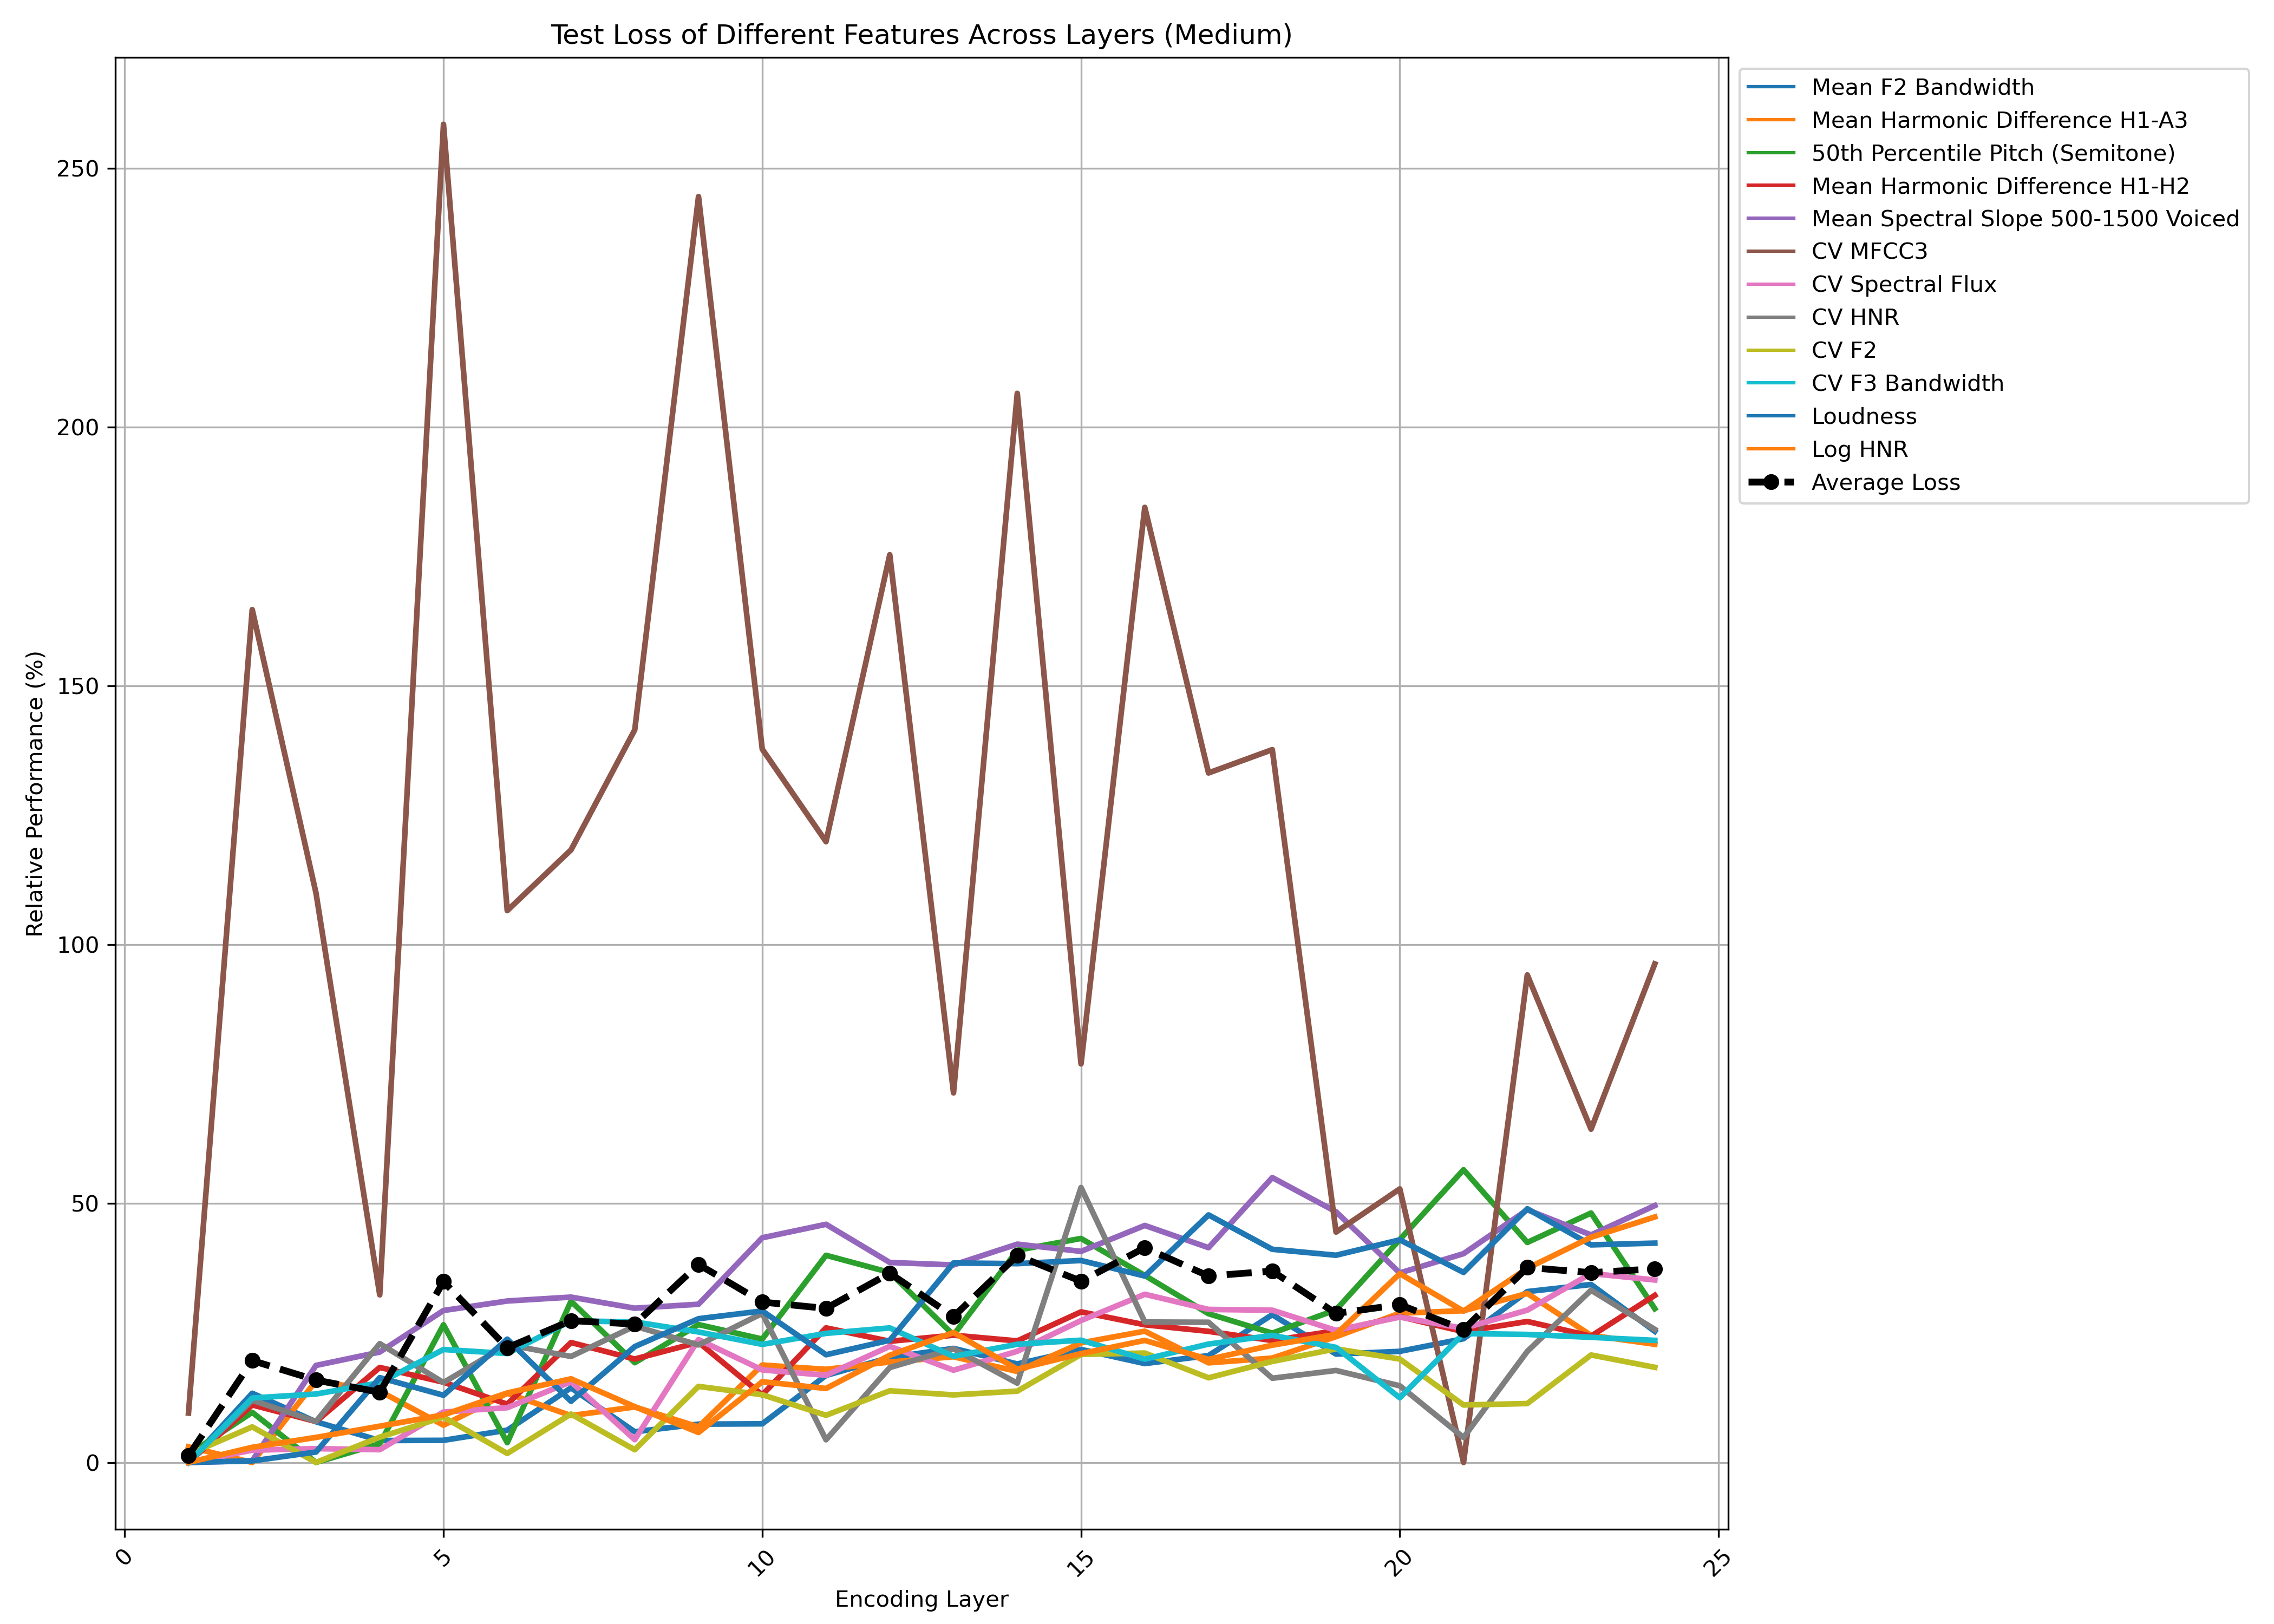 Test Loss of Different Features Across Layers (Medium)
Mean F2 Bandwidth
Mean Harmonic Difference H1-A3
50th Percentile Pitch (Semitone)
Mean Harmonic Difference H1-H2
Mean Spectral Slope 500-1500 Voiced
CV MFCC3
CV Spectral Flux
CV HNR
CV F2
CV F3 Bandwidth
Loudness
Log HNR
Average Loss
Relative Performance (%)
250
200
150
100
50
0
0 5 10 15 20 25
Encoding Layer